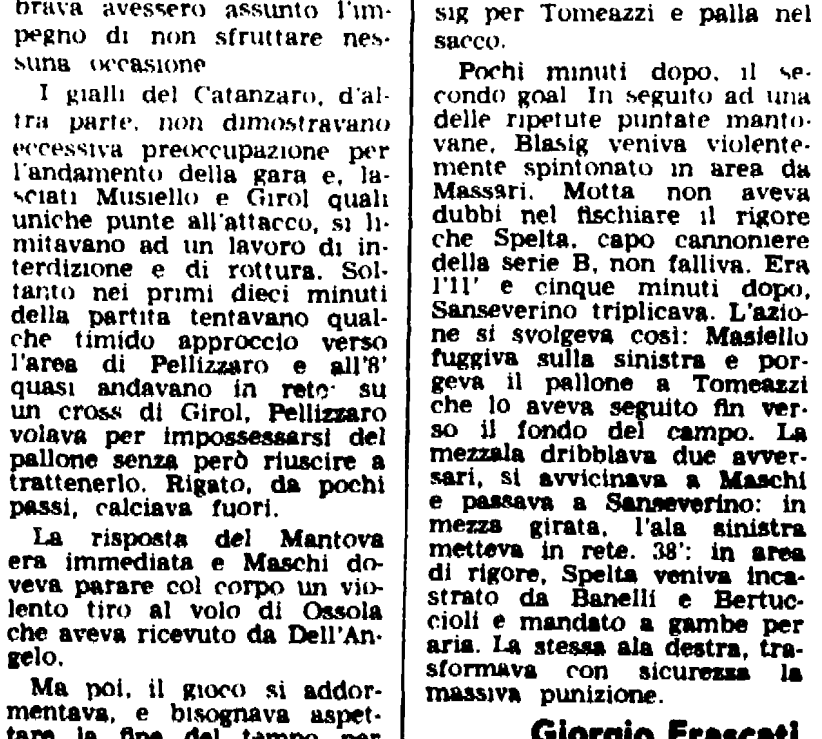 brava avessero assunto l'im-
pegno di non sfruttare nes-
suna occasione
I gialli del Catanzaro, d'al-
tra parte, non dimostravano
eccessiva preoccupazione per
l'andamento della gara e, la-
sciati Musiello e Girol quali
uniche punte all'attacco, si li-
mitavano ad un lavoro di in-
terdizione e di rottura. Sol-
tanto nei primi dieci minuti
della partita tentavano qual-
che timido approccio verso
l'area di Pellizzaro e all'8'
quasi andavano in rete: su
un cross di Girol, Pellizzaro
volava per impossessarsi del
pallone senza però riuscire a
trattenerlo. Rigato, da pochi
passi, calciava fuori.
La risposta del Mantova
era immediata e Maschi do-
veva parare col corpo un vio-
lento tiro al volo di Ossola
che aveva ricevuto da Dell'An-
gelo.
Ma poi, il gioco si addor-
mentava, e bisognava aspet-
tare la fine del tempo per
sig per Tomeazzi e palla nel
sacco.
Pochi minuti dopo, il se-
condo goal In seguito ad una
delle ripetute puntate manto-
vane, Blasig veniva violente-
mente spintonato in area da
Massari. Motta non aveva
dubbi nel fischiare il rigore
che Spelta, capo cannoniere
della serie B, non falliva. Era
l'11' e cinque minuti dopo,
Sanseverino triplicava. L'azio-
ne si svolgeva così: Masiello
fuggiva sulla sinistra e por-
geva il pallone a Tomeazzi
che lo aveva seguito fin ver-
so il fondo del campo. La
mezzala dribblava due avver-
sari, si avvicinava a Maschi
e passava a Sanseverino: in
mezza girata, l'ala sinistra
metteva in rete. 38': in area
di rigore, Spelta veniva inca-
strato da Banelli e Bertuc-
cioli e mandato a gambe per
aria. La stessa ala destra, tra-
sformava con sicurezza la
massiva punizione.
Giorgio Frascati